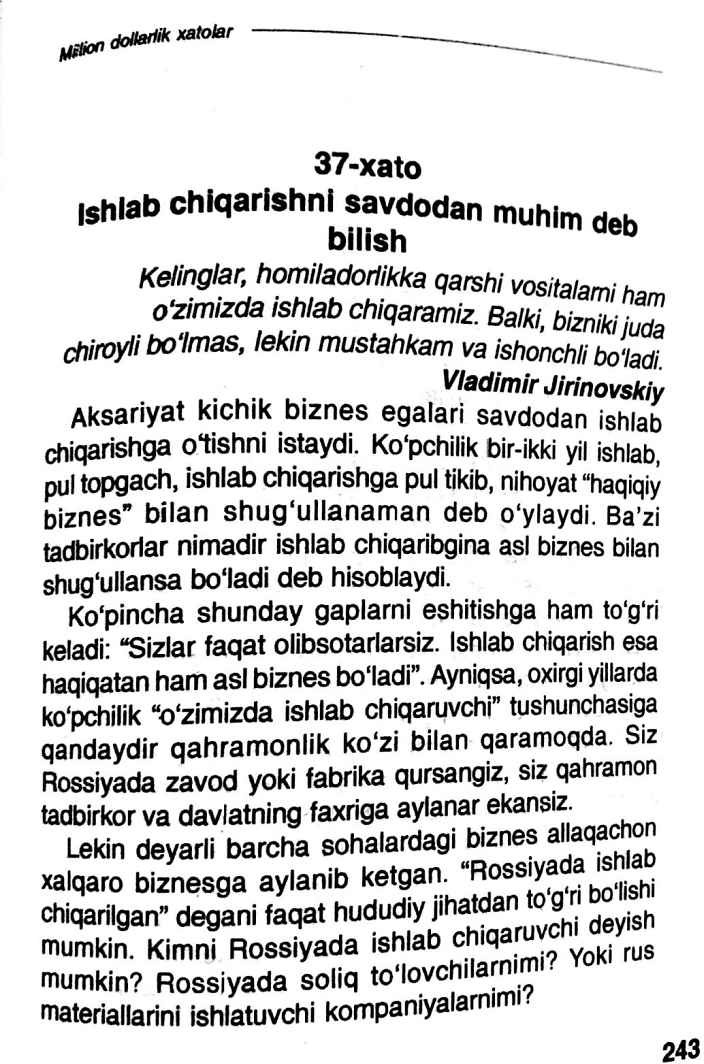 Million dollarlik xatolar
37-xato
Ishlab chiqarishni savdodan muhim deb
bilish
Kelinglar, homiladorlikka qarshi vositalarni ham
o‘zimizda ishlab chiqaramiz. Balki, bizniki juda
chiroyli bo‘lmas, lekin mustahkam va ishonchli bo‘ladi.
Vladimir Jirinovskiy
Aksariyat kichik biznes egalari savdodan ishlab
chiqarishga o‘tishni istaydi. Ko‘pchilik bir-ikki yil ishlab,
pul topgach, ishlab chiqarishga pul tikib, nihoyat “haqiqiy
biznes” bilan shug‘ullanaman deb o‘ylaydi. Ba’zi
tadbirkorlar nimadir ishlab chiqaribgina asl biznes bilan
shug‘ullansa bo‘ladi deb hisoblaydi.
Ko‘pincha shunday gaplarni eshitishga ham to‘g‘ri
keladi: “Sizlar faqat olibsotarlarsiz. Ishlab chiqarish esa
haqiqatan ham asl biznes bo‘ladi”. Ayniqsa, oxirgi yillarda
ko‘pchilik “o‘zimizda ishlab chiqaruvchi” tushunchasiga
qandaydir qahramonlik ko‘zi bilan qaramoqda. Siz
Rossiyada zavod yoki fabrika qursangiz, siz qahramon
tadbirkor va davlatning faxriga aylanar ekansiz.
Lekin deyarli barcha sohalardagi biznes allaqachon
xalqaro biznesga aylanib ketgan. “Rossiyada ishlab
chiqarilgan” degani faqat hududiy jihatdan to‘g‘ri bo‘lishi
mumkin. Kimni Rossiyada ishlab chiqaruvchi deyish
mumkin? Rossiyada soliq to‘lovchilarnimi? Yoki rus
materiallarini ishlatuvchi kompaniyalarnimi?
243